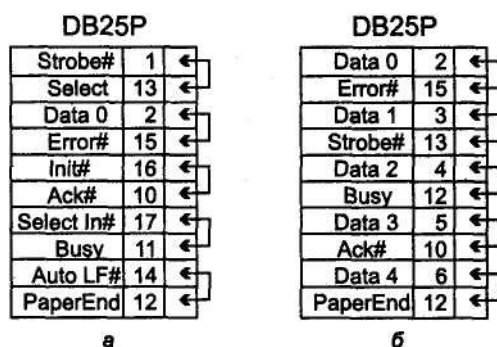 DB25P
Strobe# 1
Select 13
Data 0 2
Error# 15
Init# 16
Ack# 10
Select In# 17
Busy 11
Auto LF# 14
PaperEnd 12
а
DB25P
Data 0 2
Error# 15
Data 1 3
Strobe# 13
Data 2 4
Busy 12
Data 3 5
Ack# 10
Data 4 6
PaperEnd 12
б